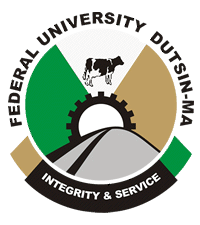 FEDERAL UNIVERSITY DUTSIN-MA
INTEGRITY & SERVICE